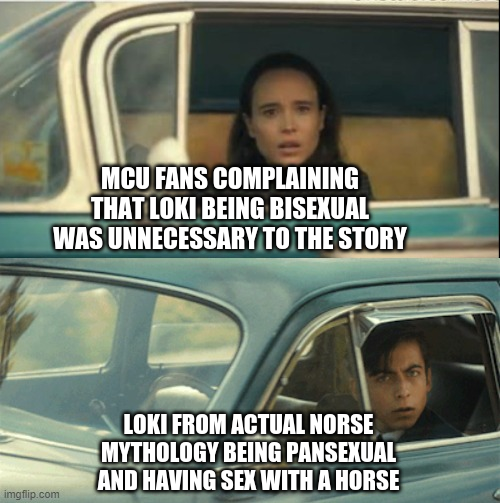 MCU FANS COMPLAINING
THAT LOKI BEING BISEXUAL
WAS UNNECESSARY TO THE STORY
LOKI FROM ACTUAL NORSE
MYTHOLOGY BEING PANSEXUAL
AND HAVING SEX WITH A HORSE
imgflip.com